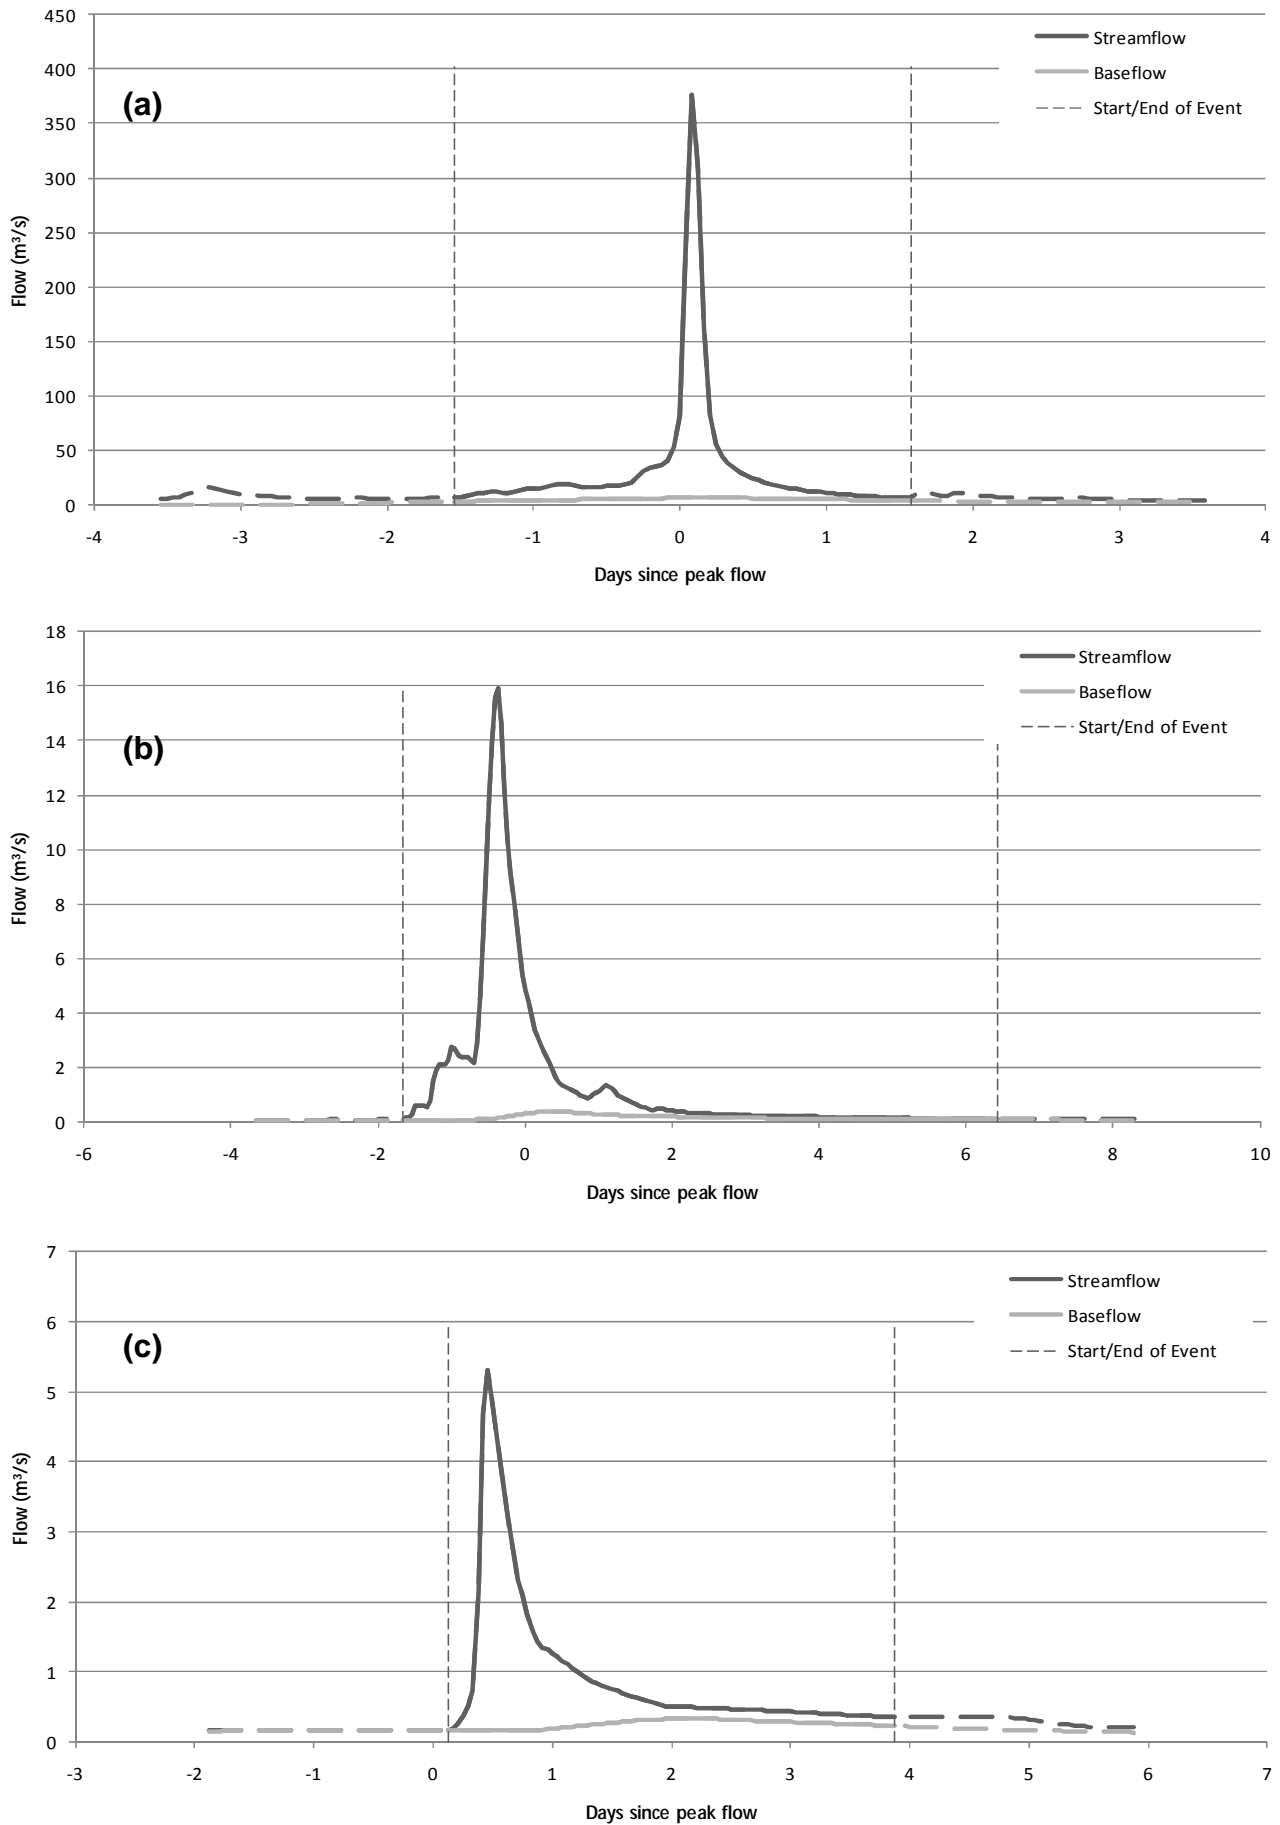 450
400
350
300
250
200
150
100
50
0
(a)
Streamflow
Baseflow
Start/End of Event
Flow (m³/s)
-4 -3 -2 -1 0 1 2 3 4
Days since peak flow
18
16
14
12
10
8
6
4
2
0
(b)
Streamflow
Baseflow
Start/End of Event
Flow (m³/s)
-6 -4 -2 0 2 4 6 8 10
Days since peak flow
7
6
5
4
3
2
1
0
(c)
Streamflow
Baseflow
Start/End of Event
Flow (m³/s)
-3 -2 -1 0 1 2 3 4 5 6 7
Days since peak flow